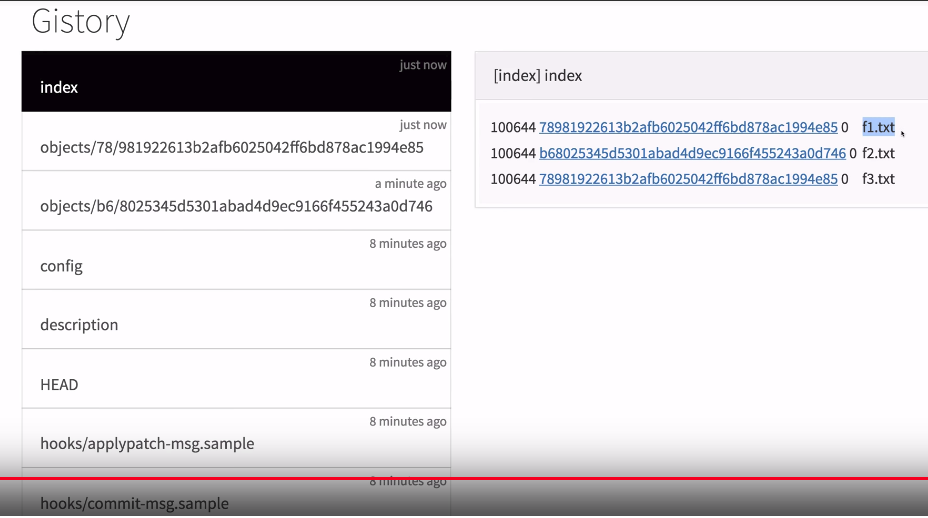 Gistory
just now
index
just now
objects/78/981922613b2afb6025042ff6bd878ac1994e85
a minute ago
objects/b6/8025345d5301abad4d9ec9166f455243a0d746
8 minutes ago
config
8 minutes ago
description
8 minutes ago
HEAD
8 minutes ago
hooks/applypatch-msg.sample
8 minutes ago
hooks/commit-msg.sample
[index] index
100644 78981922613b2afb6025042ff6bd878ac1994e85 0 f1.txt
100644 b68025345d5301abad4d9ec9166f455243a0d746 0 f2.txt
100644 78981922613b2afb6025042ff6bd878ac1994e85 0 f3.txt